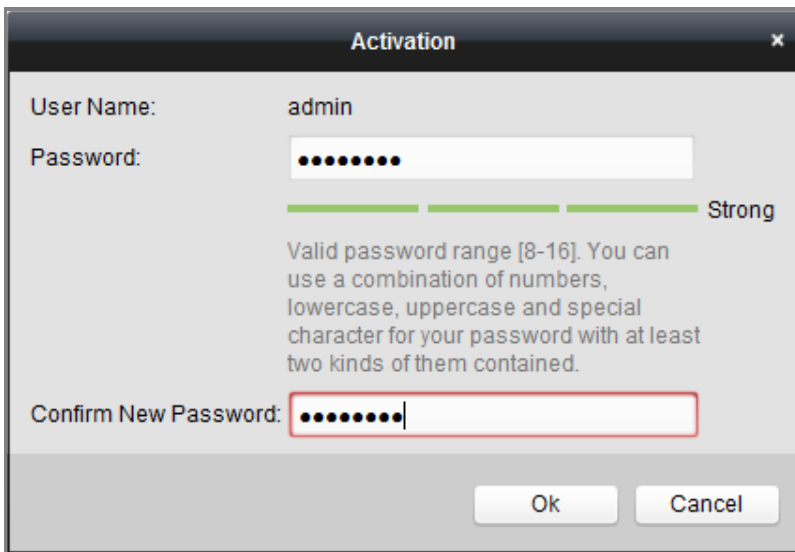 Activation ×
User Name: admin
Password: ●●●●●●●●
Strong
Valid password range [8-16]. You can
use a combination of numbers,
lowercase, uppercase and special
character for your password with at least
two kinds of them contained.
Confirm New Password: ●●●●●●●●
Ok Cancel